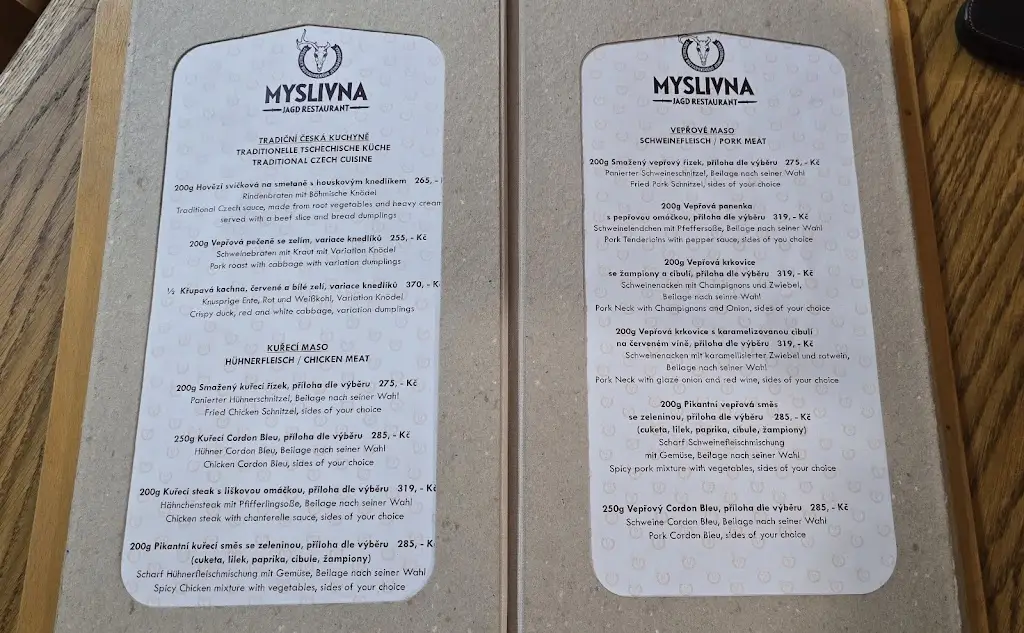 MYSLIVNA
JAGD RESTAURANT
TRADIČNÍ ČESKÁ KUCHYNĚ
TRADITIONELLE TSCHECHISCHE KÜCHE
TRADITIONAL CZECH CUISINE
200g Hovězí svíčková na smetaně s houskovým knedlíkem 265,-
Rindenbraten mit Böhmische Knödel
Traditional Czech sauce, made from root vegetables and heavy cream
served with a beef slice and bread dumplings
200g Vepřová pečeně se zelím, variace knedlíků 255, - Kč
Schweinebraten mit Kraut mit Variation Knödel
Pork roast with cabbage with variation dumplings
½ Křupavá kachna, červené a bílé zelí, variace knedlíků 370, - K
Knusprige Ente, Rot und Weißkohl, Variation Knödel
Crispy duck, red and white cabbage, variation dumplings
KUŘECÍ MASO
HÜHNERFLEISCH / CHICKEN MEAT
200g Smažený kuřecí řízek, příloha dle výběru 275, - Kč
Panierter Hühnerschnitzel, Beilage nach seiner Wahl
Fried Chicken Schnitzel, sides of your choice
250g Kuřecí Cordon Bleu, příloha dle výběru 285, - Kč
Hühner Cordon Bleu, Beilage nach seiner Wahl
Chicken Cordon Bleu, sides of your choice
200g Kuřecí steak s liškovou omáčkou, příloha dle výběru 319, - Kč
Hähnchensteak mit Pfifferlingsoße, Beilage nach seiner Wahl
Chicken steak with chanterelle sauce, sides of your choice
200g Pikantní kuřecí směs se zeleninou, příloha dle výběru 285, - K
(cuketa, lilek, paprika, cibule, žampiony)
Scharf Hühnerfleischmischung mit Gemüse, Beilage nach seiner Wahl
Spicy Chicken mixture with vegetables, sides of your choice
MYSLIVNA
JAGD RESTAURANT
VEPŘOVÉ MASO
SCHWEINEFLEISCH / PORK MEAT
200g Smažený vepřový řízek, příloha dle výběru 275, - Kč
Panierter Schweineschnitzel, Beilage nach seiner Wahl
Fried Pork Schnitzel, sides of your choice
200g Vepřová panenka
s pepřovou omáčkou, příloha dle výběru 319, - Kč
Schweinelendchen mit Pfeffersoße, Beilage nach seiner Wahl
Pork Tenderloins with pepper sauce, sides of you choice
200g Vepřová krkovice
se žampiony a cibulí, příloha dle výběru 319, - Kč
Schweinenacken mit Champignons und Zwiebel,
Beilage nach seinre Wahl
Pork Neck with Champignons and Onion, sides of your choice
200g Vepřová krkovice s karamelizovanou cibulí
na červeném víně, příloha dle výběru 319, - Kč
Schweinenacken mit karamellisierter Zwiebel und rotwein,
Beilage nach seiner Wahl
Pork Neck with glaze onion and red wine, sides of your choice
200g Pikantní vepřová směs
se zeleninou, příloha dle výběru 285, - Kč
(cuketa, lilek, paprika, cibule, žampiony)
Scharf Schweinefleischmischung
mit Gemüse, Beilage nach seiner Wahl
Spicy pork mixture with vegetables, sides of your choice
250g Vepřový Cordon Bleu, příloha dle výběru 285, - Kč
Schweine Cordon Bleu, Beilage nach seiner Wahl
Pork Cordon Bleu, sides of your choice